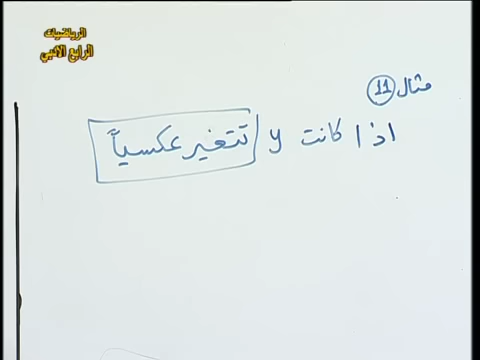 الرياضيات
الرابع الادبي
مثال 11
اذا كانت y تتغير عكسياً